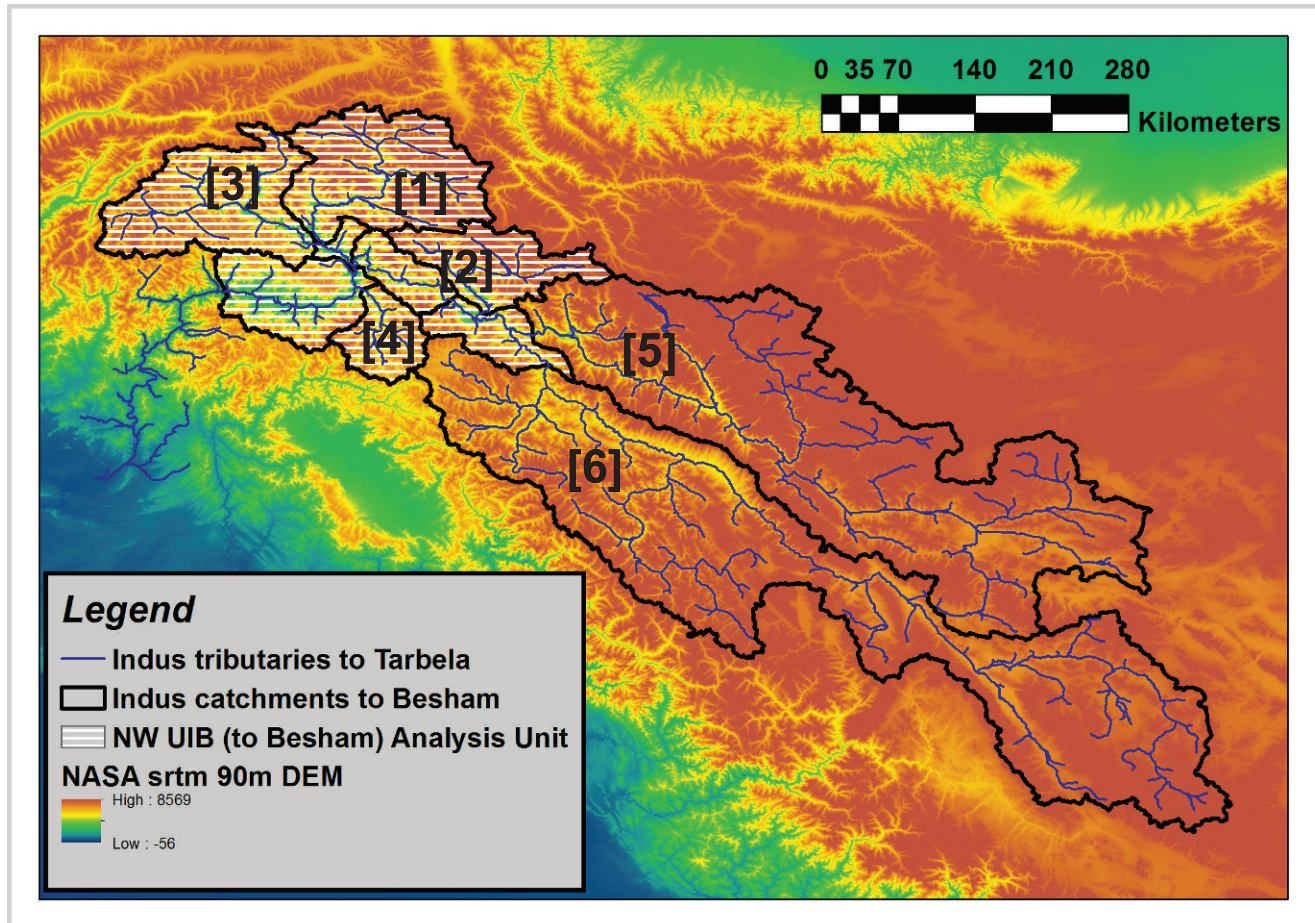 0 35 70 140 210 280
Kilometers
[3]
[1]
[2]
[4]
[5]
[6]
Legend
Indus tributaries to Tarbela
Indus catchments to Besham
NW UIB (to Besham) Analysis Unit
NASA srtm 90m DEM
High : 8569
Low : -56